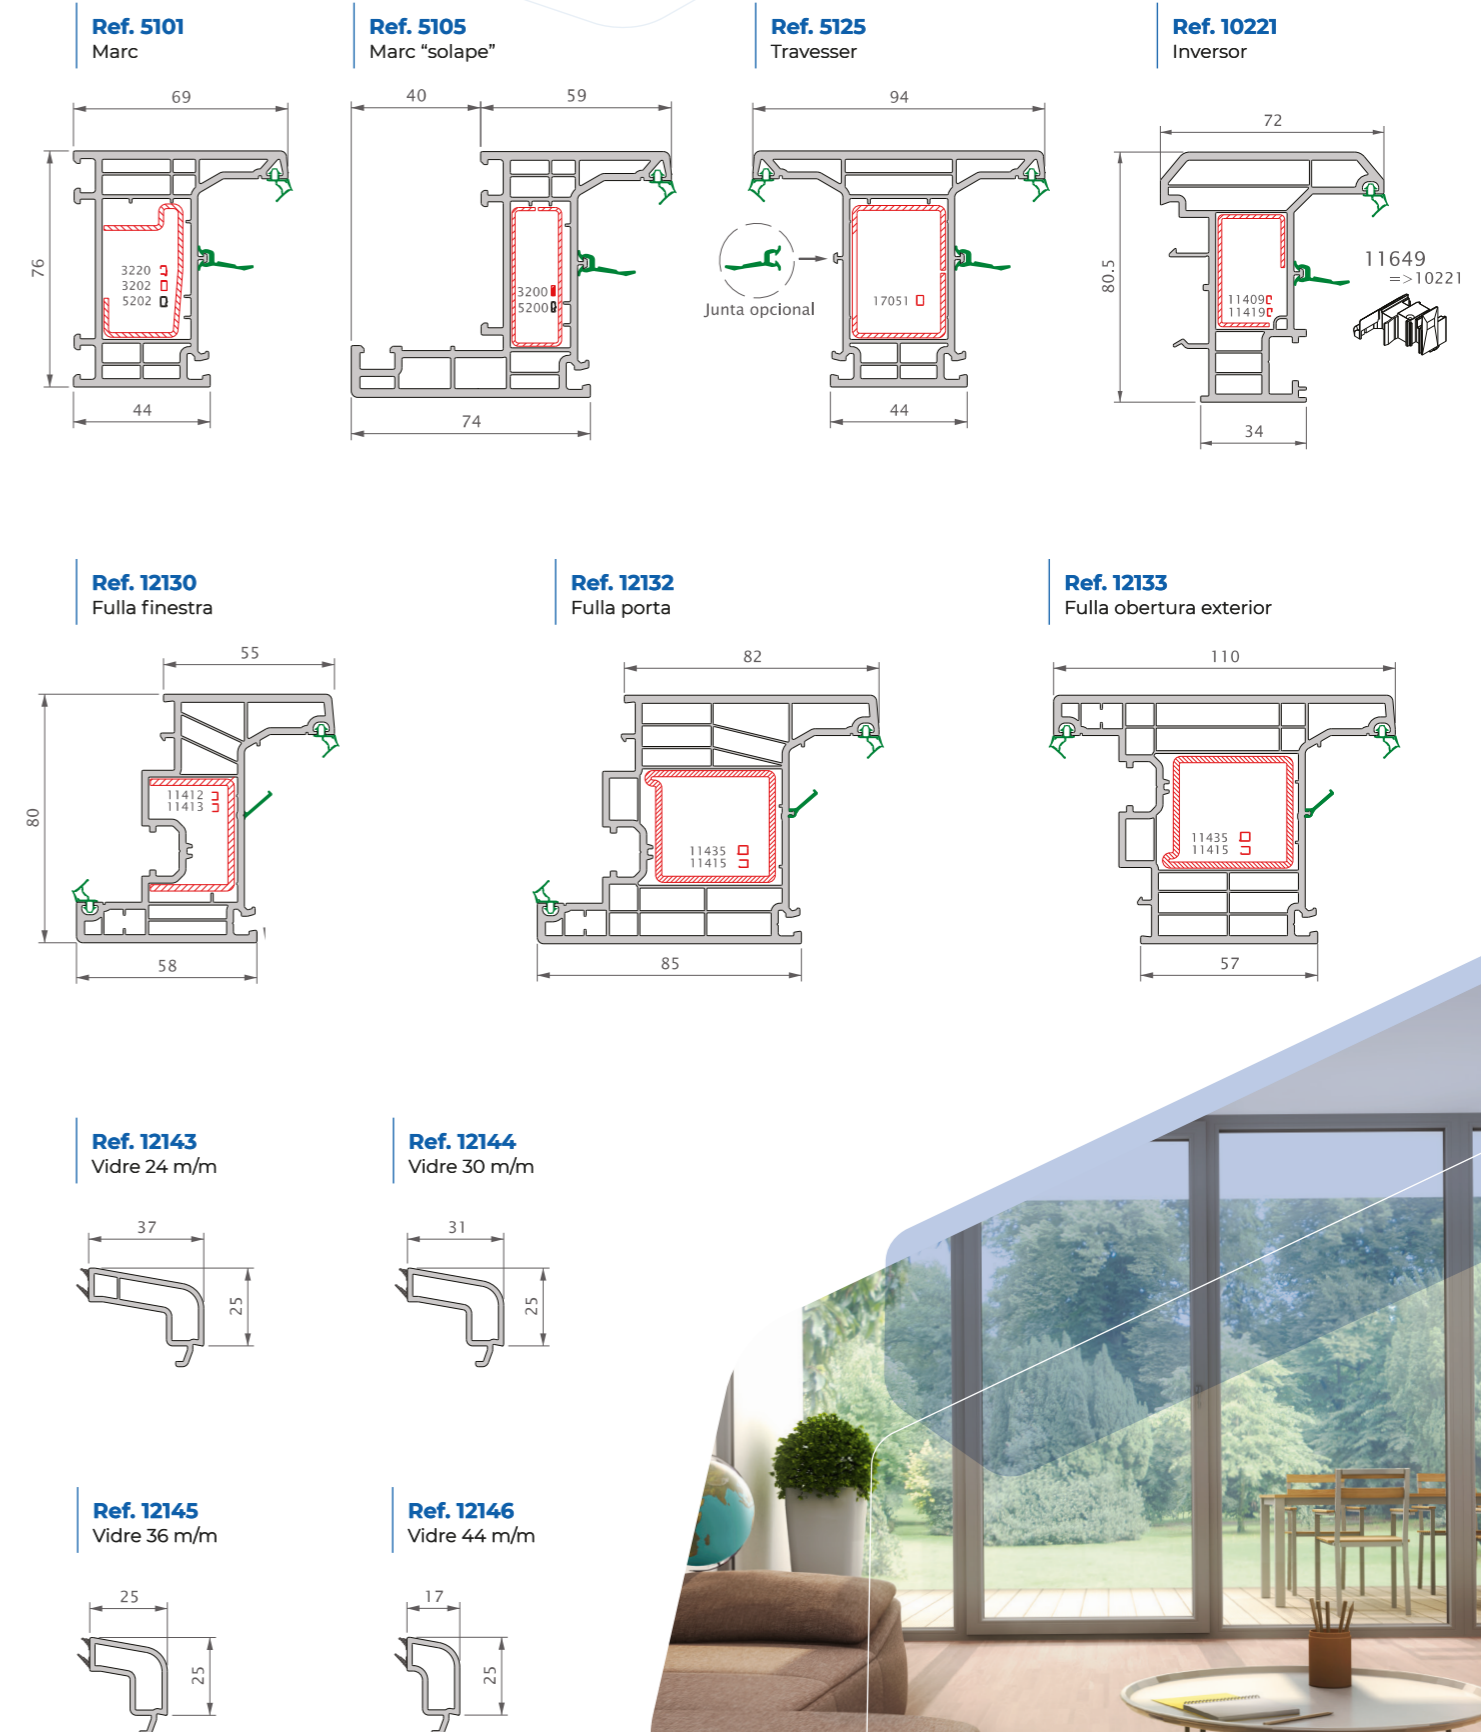 Ref. 5101
Marc
Ref. 5105
Marc “solape”
Ref. 5125
Travesser
Ref. 10221
Inversor
69
40
59
94
72
76
3220
3202
5202
3200
5200
Junta opcional
17051
80.5
11409
11419
11649
=>10221
44
74
44
34
Ref. 12130
Fulla finestra
Ref. 12132
Fulla porta
Ref. 12133
Fulla obertura exterior
55
82
110
80
11412
11413
11435
11415
11435
11415
58
85
57
Ref. 12143
Vidre 24 m/m
Ref. 12144
Vidre 30 m/m
37
25
31
25
Ref. 12145
Vidre 36 m/m
Ref. 12146
Vidre 44 m/m
25
25
17
25